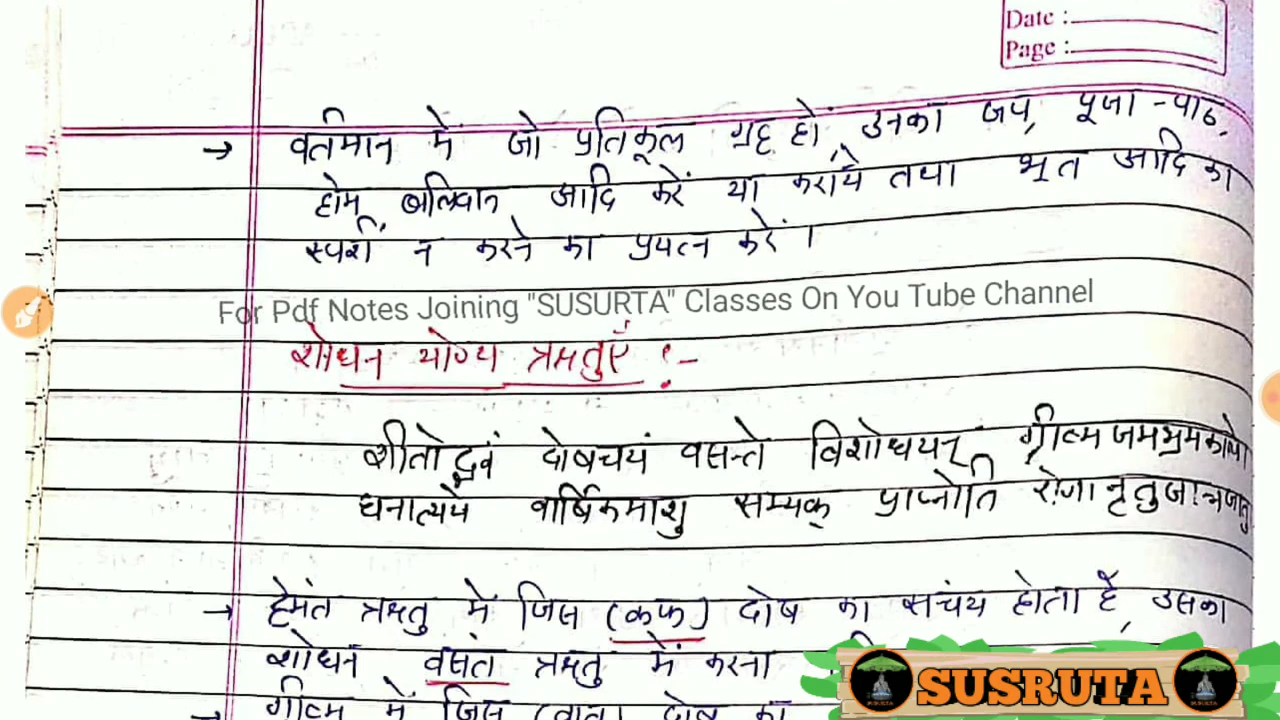 Date :
Page :
→ वर्तमान में जो प्रतिकूल ग्रह हों, उनका जप, पूजा - पाठ,
होम, बलिदान आदि करें या कराये तथा भूत आदि का
स्पर्श न करने का प्रयत्न करें ।
For Pdf Notes Joining "SUSURTA" Classes On You Tube Channel
शोधन योग्य ऋतुएँ :-
शीतोद्भवं दोषचयं वसन्ते विशोधयन् ग्रीष्मजमभ्रकाले
घनात्यये वार्षिकमाशु सम्यक् प्राप्नोति रोगानृतुजान्नजातु
→ हेमंत ऋतु में जिस (कफ) दोष का संचय होता है, उसका
शोधन वसंत ऋतु में करना
→ ग्रीष्म में जिस (वात) दोष का
SUSRUTA